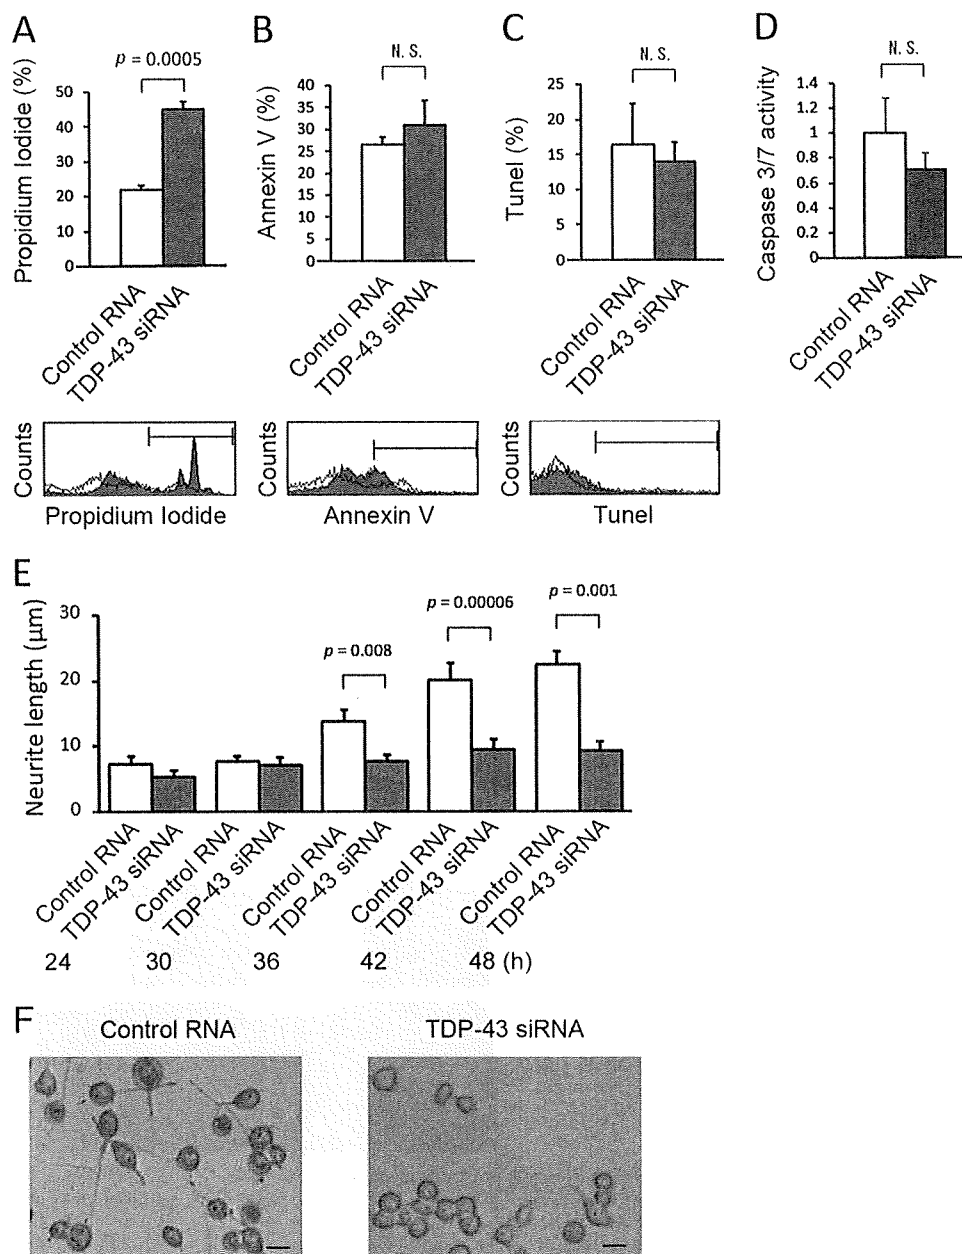 A
p = 0.0005
Propidium Iodide (%)
50
40
30
20
10
0
Control RNA
TDP-43 siRNA
Counts
Propidium Iodide
B
N. S.
Annexin V (%)
40
35
30
25
20
15
10
5
0
Control RNA
TDP-43 siRNA
Counts
Annexin V
C
N. S.
Tunel (%)
25
20
15
10
5
0
Control RNA
TDP-43 siRNA
Counts
Tunel
D
N. S.
Caspase 3/7 activity
1.4
1.2
1
0.8
0.6
0.4
0.2
0
Control RNA
TDP-43 siRNA
E
Neurite length (μm)
30
20
10
0
p = 0.008
p = 0.00006
p = 0.001
Control RNA
TDP-43 siRNA
Control RNA
TDP-43 siRNA
Control RNA
TDP-43 siRNA
Control RNA
TDP-43 siRNA
Control RNA
TDP-43 siRNA
24 30 36 42 48 (h)
F
Control RNA
TDP-43 siRNA